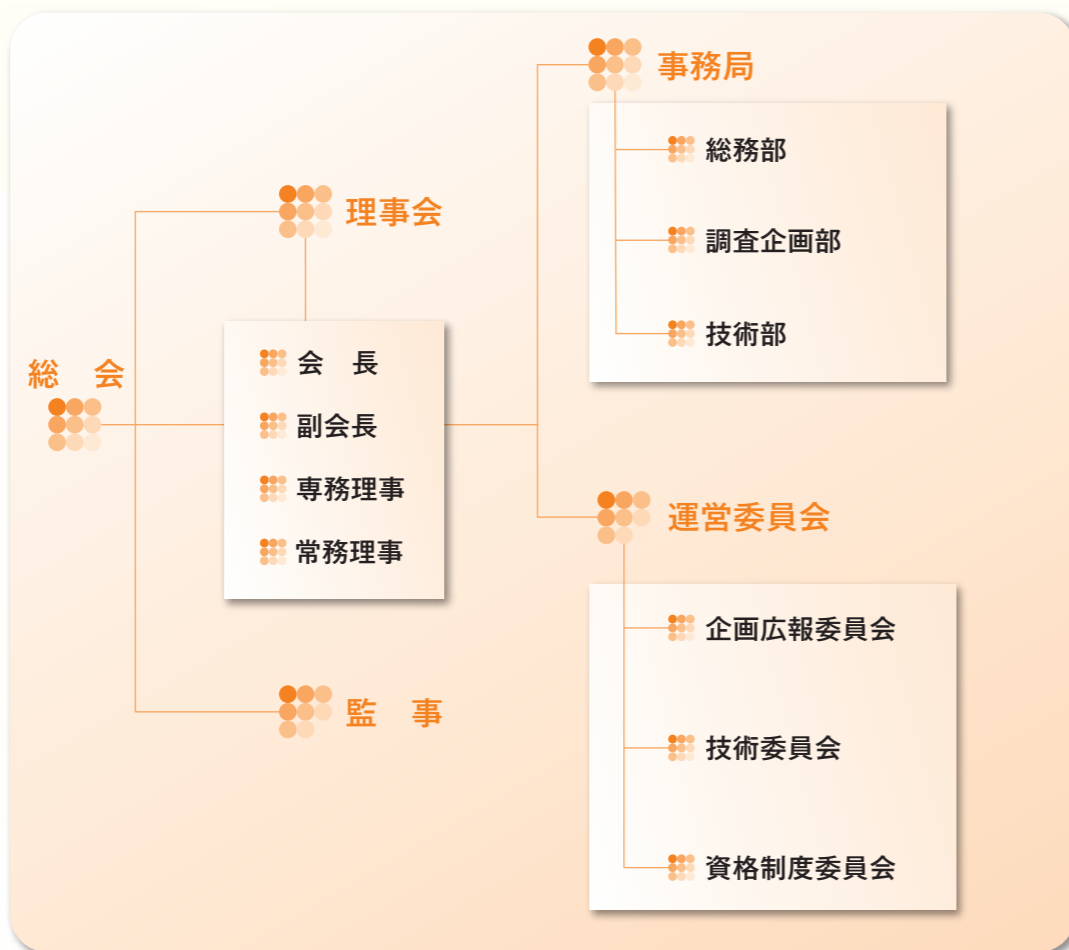 総　会
理事会
会　長
副会長
専務理事
常務理事
監　事
事務局
総務部
調査企画部
技術部
運営委員会
企画広報委員会
技術委員会
資格制度委員会